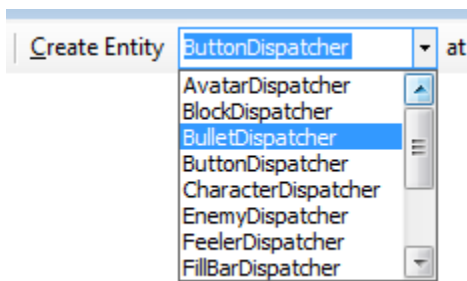 Create Entity ButtonDispatcher at
AvatarDispatcher
BlockDispatcher
BulletDispatcher
ButtonDispatcher
CharacterDispatcher
EnemyDispatcher
FeelerDispatcher
FillBarDispatcher